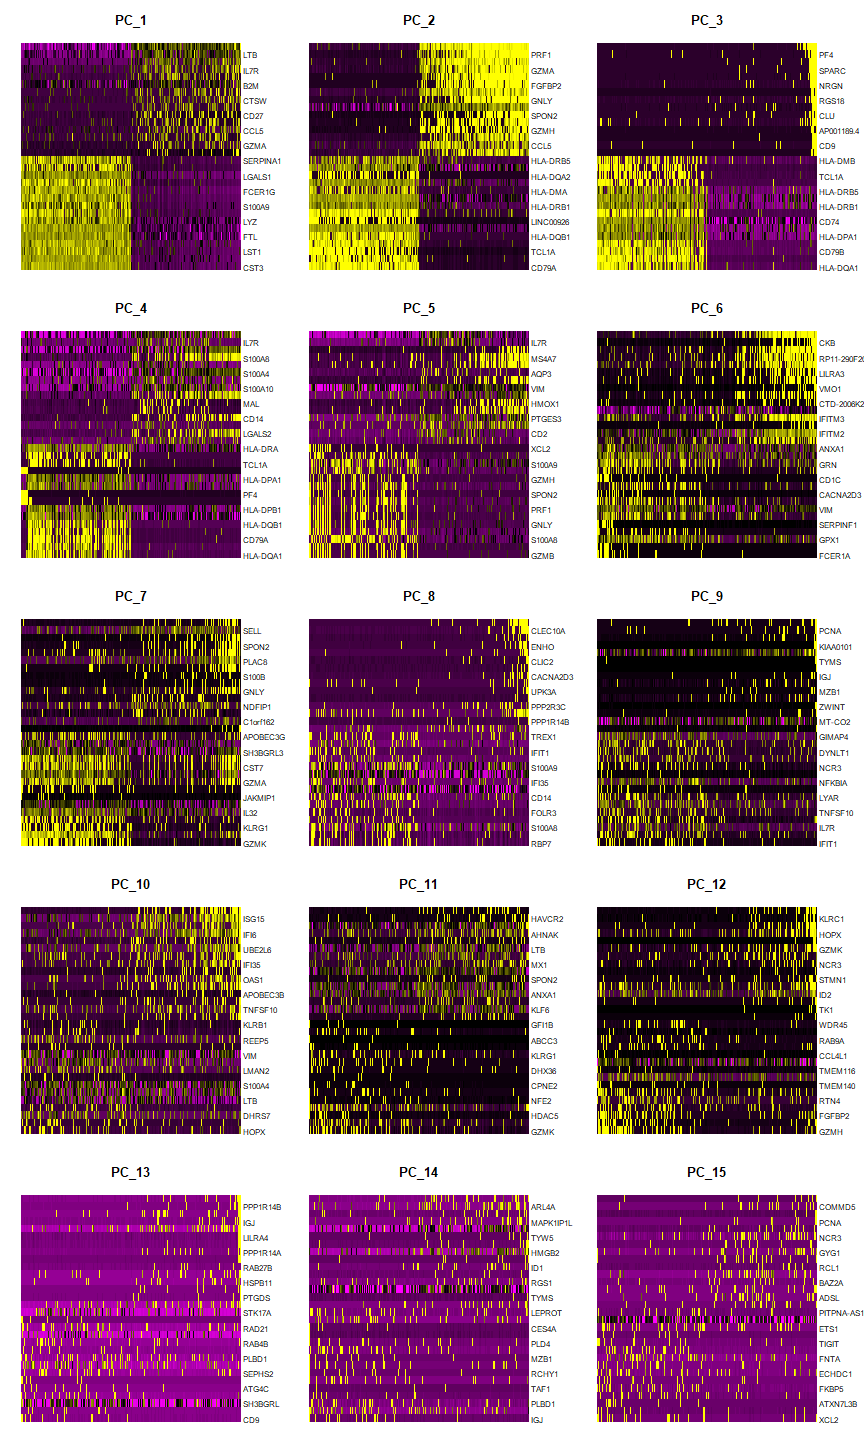 PC_1
LTB
IL7R
B2M
CTSW
CD27
CCL5
GZMA
SERPINA1
LGALS1
FCER1G
S100A9
LYZ
FTL
LST1
CST3
PC_2
PRF1
GZMA
FGFBP2
GNLY
SPON2
GZMH
CCL5
HLA-DRB5
HLA-DQA2
HLA-DMA
HLA-DRB1
LINC00926
HLA-DQB1
TCL1A
CD79A
PC_3
PF4
SPARC
NRGN
RGS18
CLU
AP001189.4
CD9
HLA-DMB
TCL1A
HLA-DRB5
HLA-DRB1
CD74
HLA-DPA1
CD79B
HLA-DQA1
PC_4
IL7R
S100A8
S100A4
S100A10
MAL
CD14
LGALS2
HLA-DRA
TCL1A
HLA-DPA1
PF4
HLA-DPB1
HLA-DQB1
CD79A
HLA-DQA1
PC_5
IL7R
MS4A7
AQP3
VIM
HMOX1
PTGES3
CD2
XCL2
S100A9
GZMH
SPON2
PRF1
GNLY
S100A8
GZMB
PC_6
CKB
RP11-290F20
LILRA3
VMO1
CTD-2006K2
IFITM3
IFITM2
ANXA1
GRN
CD1C
CACNA2D3
VIM
SERPINF1
GPX1
FCER1A
PC_7
SELL
SPON2
PLAC8
S100B
GNLY
NDFIP1
C1orf162
APOBEC3G
SH3BGRL3
CST7
GZMA
JAKMIP1
IL32
KLRG1
GZMK
PC_8
CLEC10A
ENHO
CLIC2
CACNA2D3
UPK3A
PPP2R3C
PPP1R14B
TREX1
IFIT1
S100A9
IFI35
CD14
FOLR3
S100A8
RBP7
PC_9
PCNA
KIAA0101
TYMS
IGJ
MZB1
ZWINT
MT-CO2
GIMAP4
DYNLT1
NCR3
NFKBIA
LYAR
TNFSF10
IL7R
IFIT1
PC_10
ISG15
IFI6
UBE2L6
IFI35
OAS1
APOBEC3B
TNFSF10
KLRB1
REEP5
VIM
LMAN2
S100A4
LTB
DHRS7
HOPX
PC_11
HAVCR2
AHNAK
LTB
MX1
SPON2
ANXA1
KLF6
GFI1B
ABCC3
KLRG1
DHX36
CPNE2
NFE2
HDAC5
GZMK
PC_12
KLRC1
HOPX
GZMK
NCR3
STMN1
ID2
TK1
WDR45
RAB9A
CCL4L1
TMEM116
TMEM140
RTN4
FGFBP2
GZMH
PC_13
PPP1R14B
IGJ
LILRA4
PPP1R14A
RAB27B
HSPB11
PTGDS
STK17A
RAD21
RAB4B
PLBD1
SEPHS2
ATG4C
SH3BGRL
CD9
PC_14
ARL4A
MAPK1IP1L
TYW5
HMGB2
ID1
RGS1
TYMS
LEPROT
CES4A
PLD4
MZB1
RCHY1
TAF1
PLBD1
IGJ
PC_15
COMMD5
PCNA
NCR3
GYG1
RCL1
BAZ2A
ADSL
PITPNA-AS1
ETS1
TIGIT
FNTA
ECHDC1
FKBP5
ATXN7L3B
XCL2